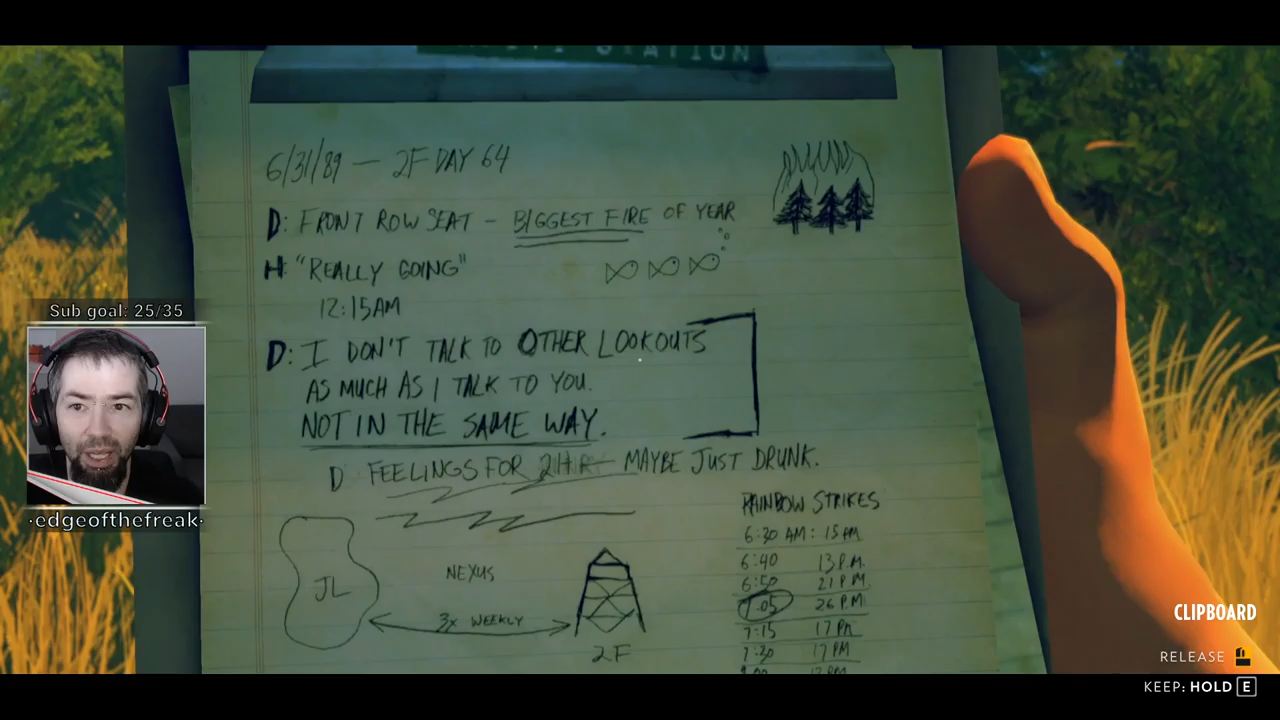 STATION
6/31/89 — 2F DAY 64
D: FRONT ROW SEAT - BIGGEST FIRE OF YEAR
H "REALLY GOING"
12:15AM
D: I DON'T TALK TO OTHER LOOKOUTS
AS MUCH AS I TALK TO YOU.
NOT IN THE SAME WAY.
D FEELINGS FOR MAYBE JUST DRUNK.
RAINBOW STRIKES
6:30 AM: 15 PM
6:40 13 P.M.
6:50 21 P.M.
7:05 26 P.M
7:15 17 PM
7:30 17 PM
JL
NEXUS
3x WEEKLY
2F
Sub goal: 25/35
·edgeofthefreak·
CLIPBOARD
RELEASE
KEEP: HOLD E